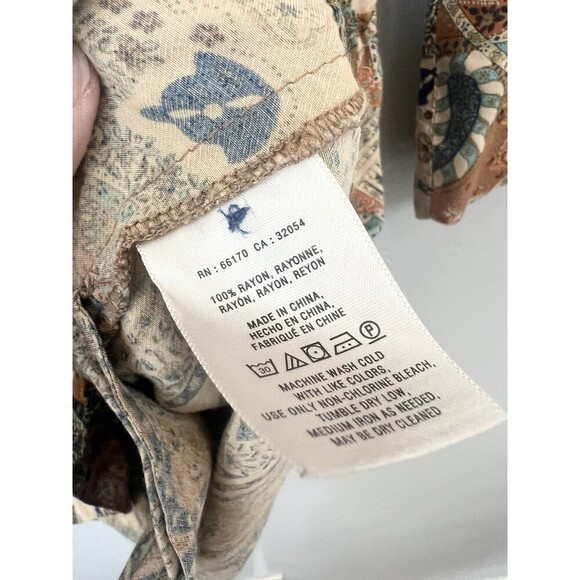 RN : 66170 CA : 32054
100% RAYON, RAYONNE,
RAYÓN, RAYON, REYON
MADE IN CHINA,
HECHO EN CHINA,
FABRIQUÉ EN CHINE
30 P
MACHINE WASH COLD
WITH LIKE COLORS,
USE ONLY NON-CHLORINE BLEACH,
TUMBLE DRY LOW,
MEDIUM IRON AS NEEDED,
MAY BE DRY CLEANED